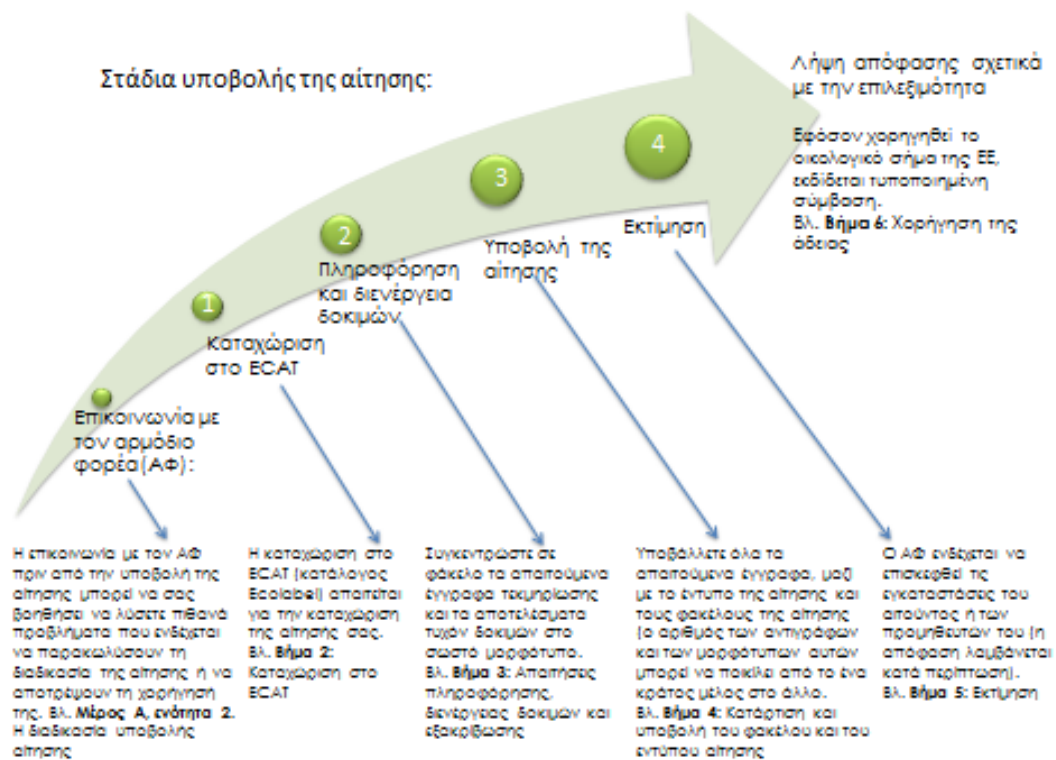 Στάδια υποβολής της αίτησης:
Λήψη απόφασης σχετικά
με την επιλεξιμότητα
Εφόσον χορηγηθεί το
οικολογικό σήμα της ΕΕ,
εκδίδεται τυποποιημένη
σύμβαση.
Βλ. Βήμα 6: Χορήγηση της
άδειας
4
Εκτίμηση
3
Υποβολή της
αίτησης
2
Πληροφόρηση
και διενέργεια
δοκιμών
1
Καταχώριση
στο ECAT
Επικοινωνία με
τον αρμόδιο
φορέα(ΑΦ):
Η επικοινωνία με τον ΑΦ
πριν από την υποβολή της
αίτησης μπορεί να σας
βοηθήσει να λύσετε πιθανά
προβλήματα που ενδέχεται
να παρακωλύσουν τη
διαδικασία της αίτησης ή να
αποτρέψουν τη χορήγησή
της. Βλ. Μέρος Α, ενότητα 2.
Η διαδικασία υποβολής
αίτησης
Η καταχώριση στο
ECAT (κατάλογος
Ecolabel) απαιτείται
για την καταχώριση
της αίτησής σας.
Βλ. Βήμα 2:
Καταχώριση στο
ECAT
Συγκεντρώστε σε
φάκελο τα απαιτούμενα
έγγραφα τεκμηρίωσης
και τα αποτελέσματα
τυχόν δοκιμών στο
σωστό μορφότυπο.
Βλ. Βήμα 3: Απαιτήσεις
πληροφόρησης,
διενέργειας δοκιμών και
εξακρίβωσης
Υποβάλλετε όλα τα
απαιτούμενα έγγραφα, μαζί
με το έντυπο της αίτησης και
τους φακέλους της αίτησης
(ο αριθμός των αντιγράφων
και των μορφότυπων αυτών
μπορεί να ποικίλει από το ένα
κράτος μέλος στο άλλο.
Βλ. Βήμα 4: Κατάρτιση και
υποβολή του φακέλου και του
εντύπου αίτησης
Ο ΑΦ ενδέχεται να
επισκεφθεί τις
εγκαταστάσεις του
αιτούντος ή των
προμηθευτών του (η
απόφαση λαμβάνεται
κατά περίπτωση).
Βλ. Βήμα 5: Εκτίμηση